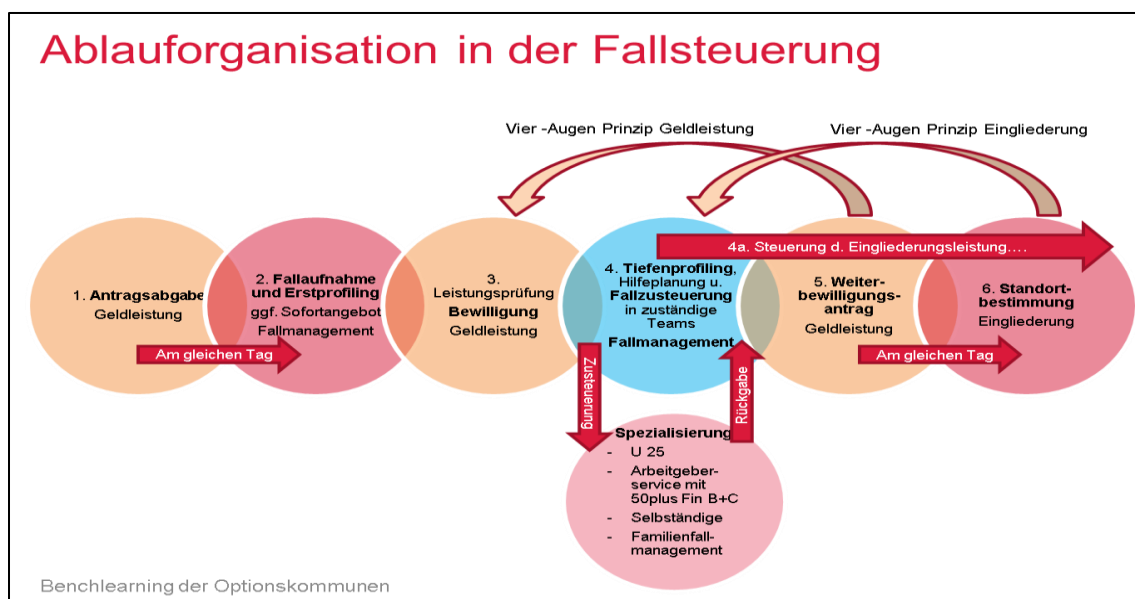 Ablauforganisation in der Fallsteuerung
Vier -Augen Prinzip Geldleistung
Vier -Augen Prinzip Eingliederung
1. Antragsabgabe
Geldleistung
Am gleichen Tag
2. Fallaufnahme
und Erstprofiling
ggf. Sofortangebot
Fallmanagement
3.
Leistungsprüfung
Bewilligung
Geldleistung
4a. Steuerung d. Eingliederungsleistung....
4. Tiefenprofiling,
Hilfeplanung u.
Fallzusteuerung
in zuständige
Teams
Fallmanagement
5. Weiter-
bewilligungs-
antrag
Geldleistung
Am gleichen Tag
6. Standort-
bestimmung
Eingliederung
Zusteuerung
Rückgabe
Spezialisierung
- U 25
- Arbeitgeber-
service mit
50plus Fin B+C
- Selbständige
- Familienfall-
management
Benchlearning der Optionskommunen